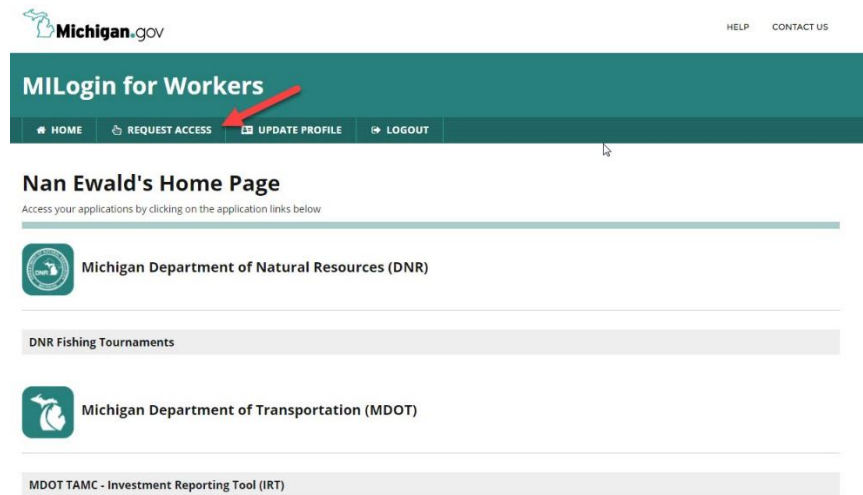 Michigan.gov
HELP CONTACT US
MILogin for Workers
HOME REQUEST ACCESS UPDATE PROFILE LOGOUT
Nan Ewald's Home Page
Access your applications by clicking on the application links below
DNR
Michigan Department of Natural Resources (DNR)
DNR Fishing Tournaments
Michigan Department of Transportation (MDOT)
MDOT TAMC - Investment Reporting Tool (IRT)